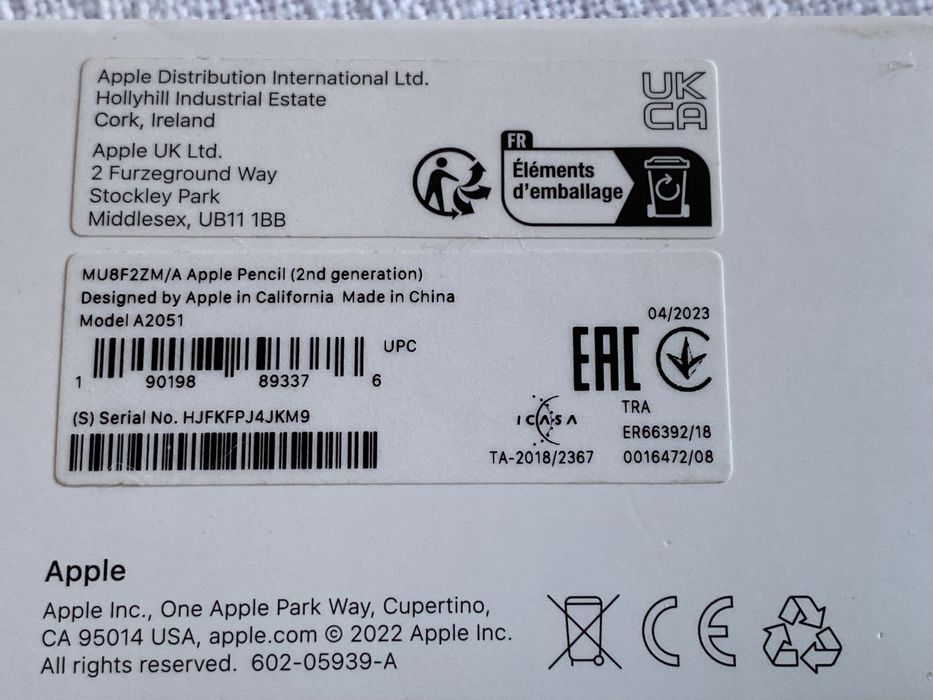 Apple Distribution International Ltd.
Hollyhill Industrial Estate
Cork, Ireland
Apple UK Ltd.
2 Furzeground Way
Stockley Park
Middlesex, UB11 1BB
UK
CA
FR
Éléments
d'emballage
MU8F2ZM/A Apple Pencil (2nd generation)
Designed by Apple in California Made in China
Model A2051
UPC
1 90198 89337 6
(S) Serial No. HJFKFPJ4JKM9
04/2023
EAC
ICASA
TA-2018/2367
TRA
ER66392/18
0016472/08
Apple
Apple Inc., One Apple Park Way, Cupertino,
CA 95014 USA, apple.com © 2022 Apple Inc.
All rights reserved. 602-05939-A
CE